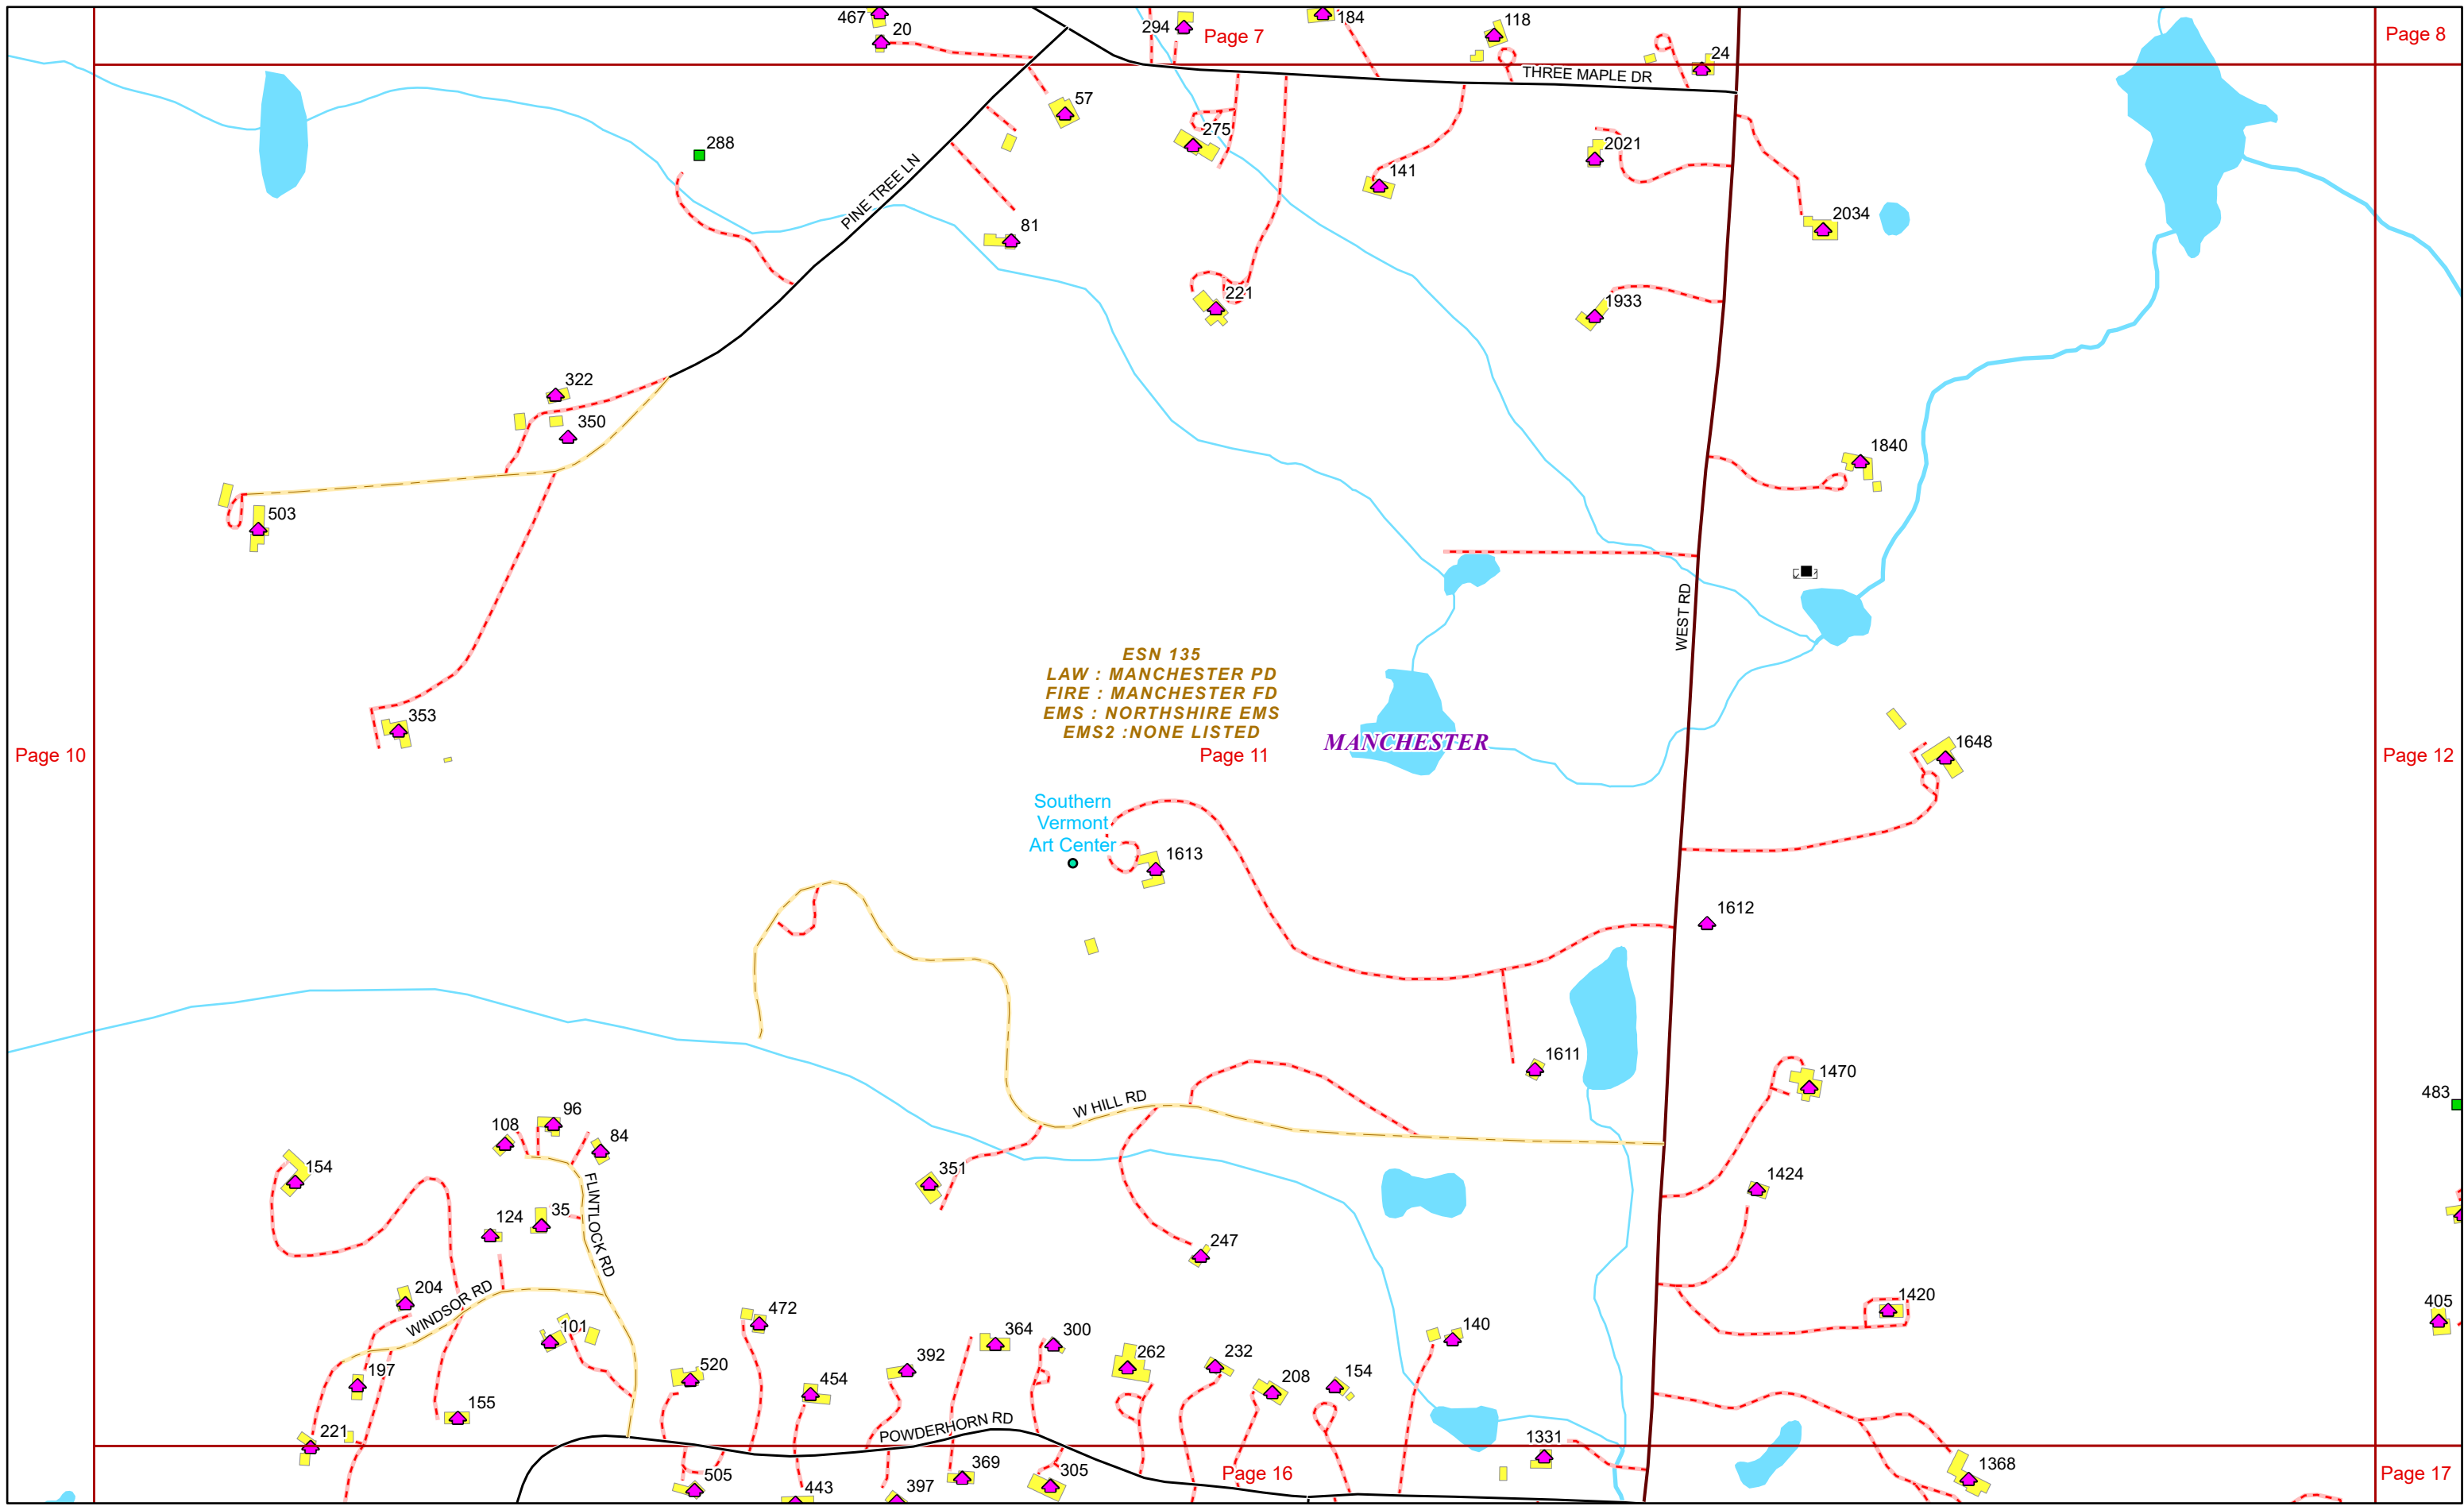 467
20
294
Page 7
184
118
24
Page 8
THREE MAPLE DR
57
275
288
2021
141
PINE TREE LN
81
2034
221
1933
322
350
1840
503
WEST RD
ESN 135
LAW : MANCHESTER PD
FIRE : MANCHESTER FD
EMS : NORTHSHIRE EMS
EMS2 :NONE LISTED
353
MANCHESTER
Page 10
Page 11
1648
Page 12
Southern
Vermont
Art Center
1613
1612
1611
1470
W HILL RD
483
96
108
84
154
351
1424
FLINTLOCK RD
124
35
247
204
WINDSOR RD
472
1420
405
101
364
300
140
197
520
392
262
232
154
454
208
155
221
POWDERHORN RD
1331
505
369
305
Page 16
1368
Page 17
443
397